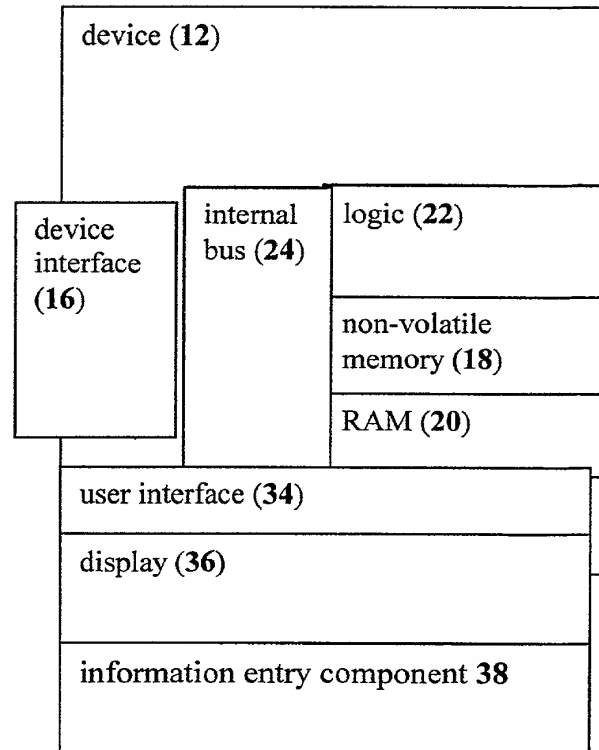 device (12)
device
interface
(16)
internal
bus (24)
logic (22)
non-volatile
memory (18)
RAM (20)
user interface (34)
display (36)
information entry component 38